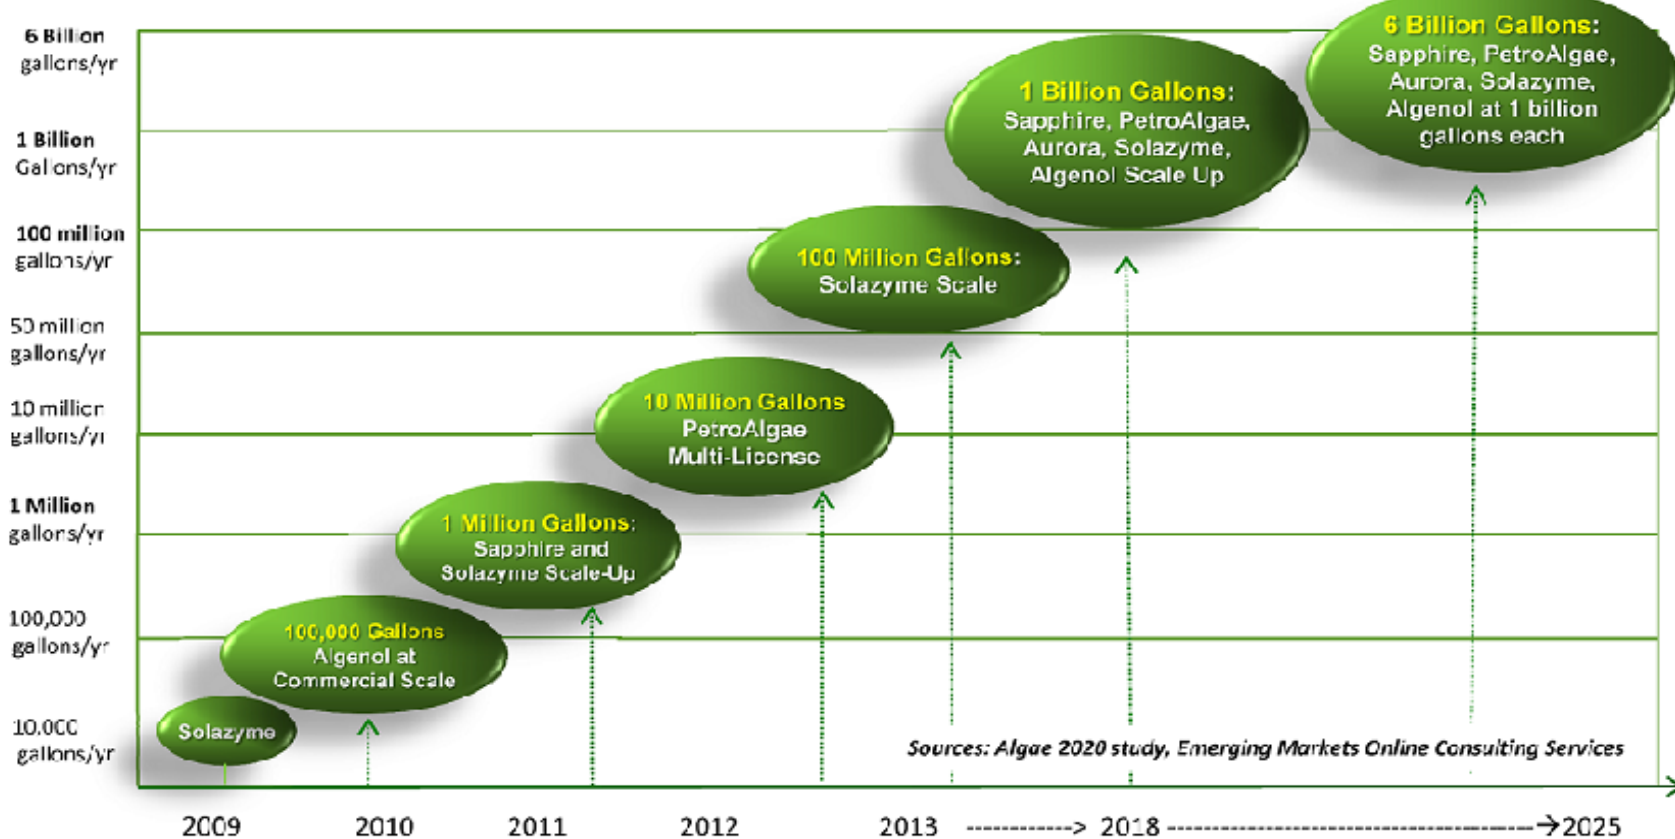 6 Billion
gallons/yr
1 Billion
Gallons/yr
100 million
gallons/yr
50 million
gallons/yr
10 million
gallons/yr
1 Million
gallons/yr
100,000
gallons/yr
10,000
gallons/yr
6 Billion Gallons:
Sapphire, PetroAlgae,
Aurora, Solazyme,
Algenol at 1 billion
gallons each
1 Billion Gallons:
Sapphire, PetroAlgae,
Aurora, Solazyme,
Algenol Scale Up
100 Million Gallons:
Solazyme Scale
10 Million Gallons
PetroAlgae
Multi-License
1 Million Gallons:
Sapphire and
Solazyme Scale-Up
100,000 Gallons
Algenol at
Commercial Scale
Solazyme
Sources: Algae 2020 study, Emerging Markets Online Consulting Services
2009 2010 2011 2012 2013 ------------> 2018 ------------------------------------------→2025